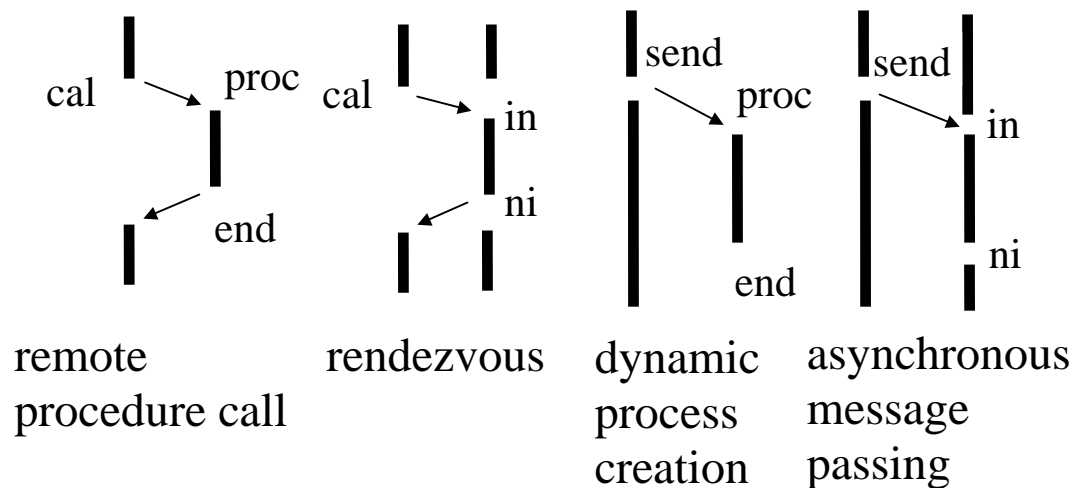 cal
proc
end
remote
procedure call
cal
in
ni
rendezvous
send
proc
end
dynamic
process
creation
send
in
ni
asynchronous
message
passing